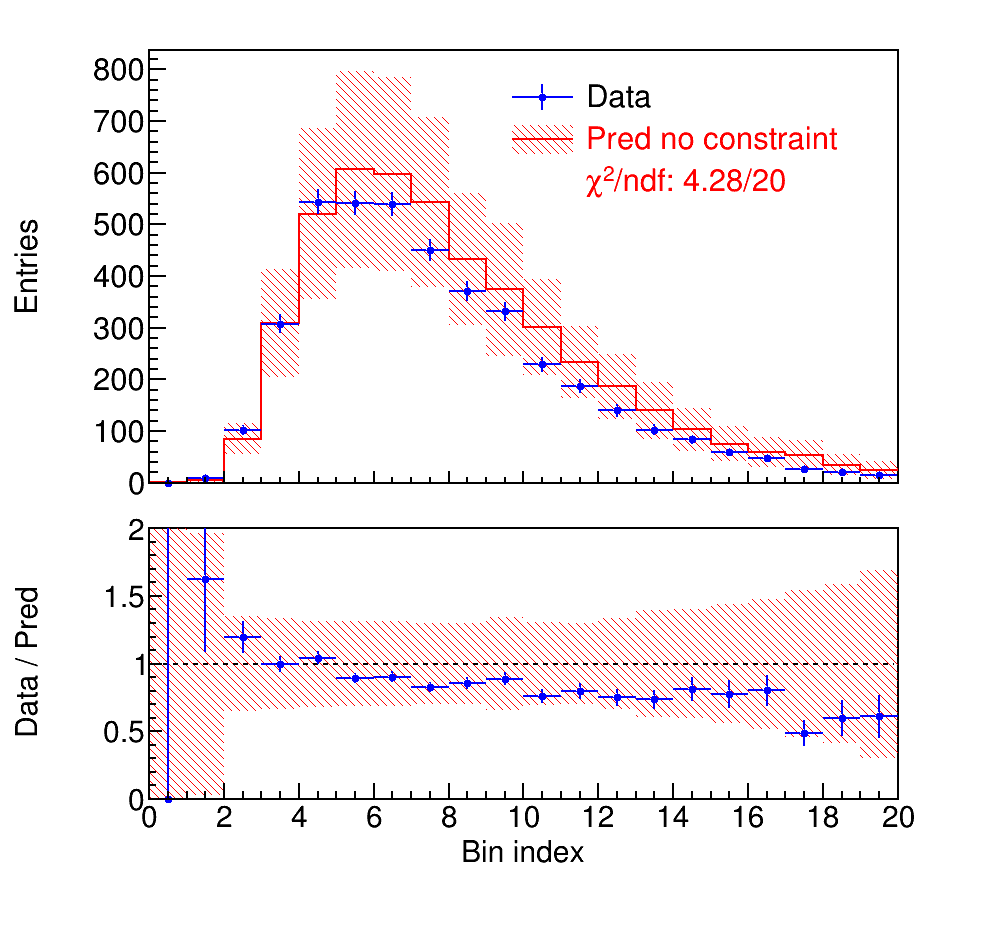 800
700
600
500
400
300
200
100
0
Entries
Data
Pred no constraint
χ²/ndf: 4.28/20
2
1.5
1
0.5
0
Data / Pred
0 2 4 6 8 10 12 14 16 18 20
Bin index